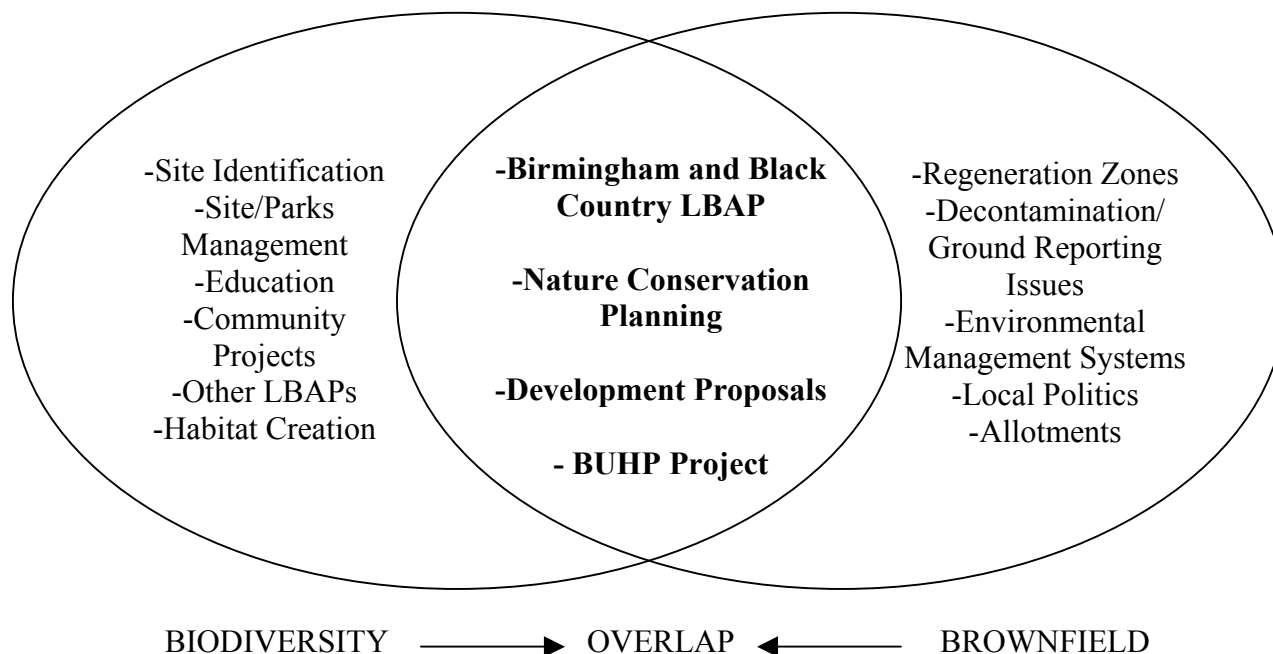 -Site Identification
-Site/Parks
Management
-Education
-Community
Projects
-Other LBAPs
-Habitat Creation
-Birmingham and Black
Country LBAP
-Nature Conservation
Planning
-Development Proposals
- BUHP Project
-Regeneration Zones
-Decontamination/
Ground Reporting
Issues
-Environmental
Management Systems
-Local Politics
-Allotments
BIODIVERSITY OVERLAP BROWNFIELD